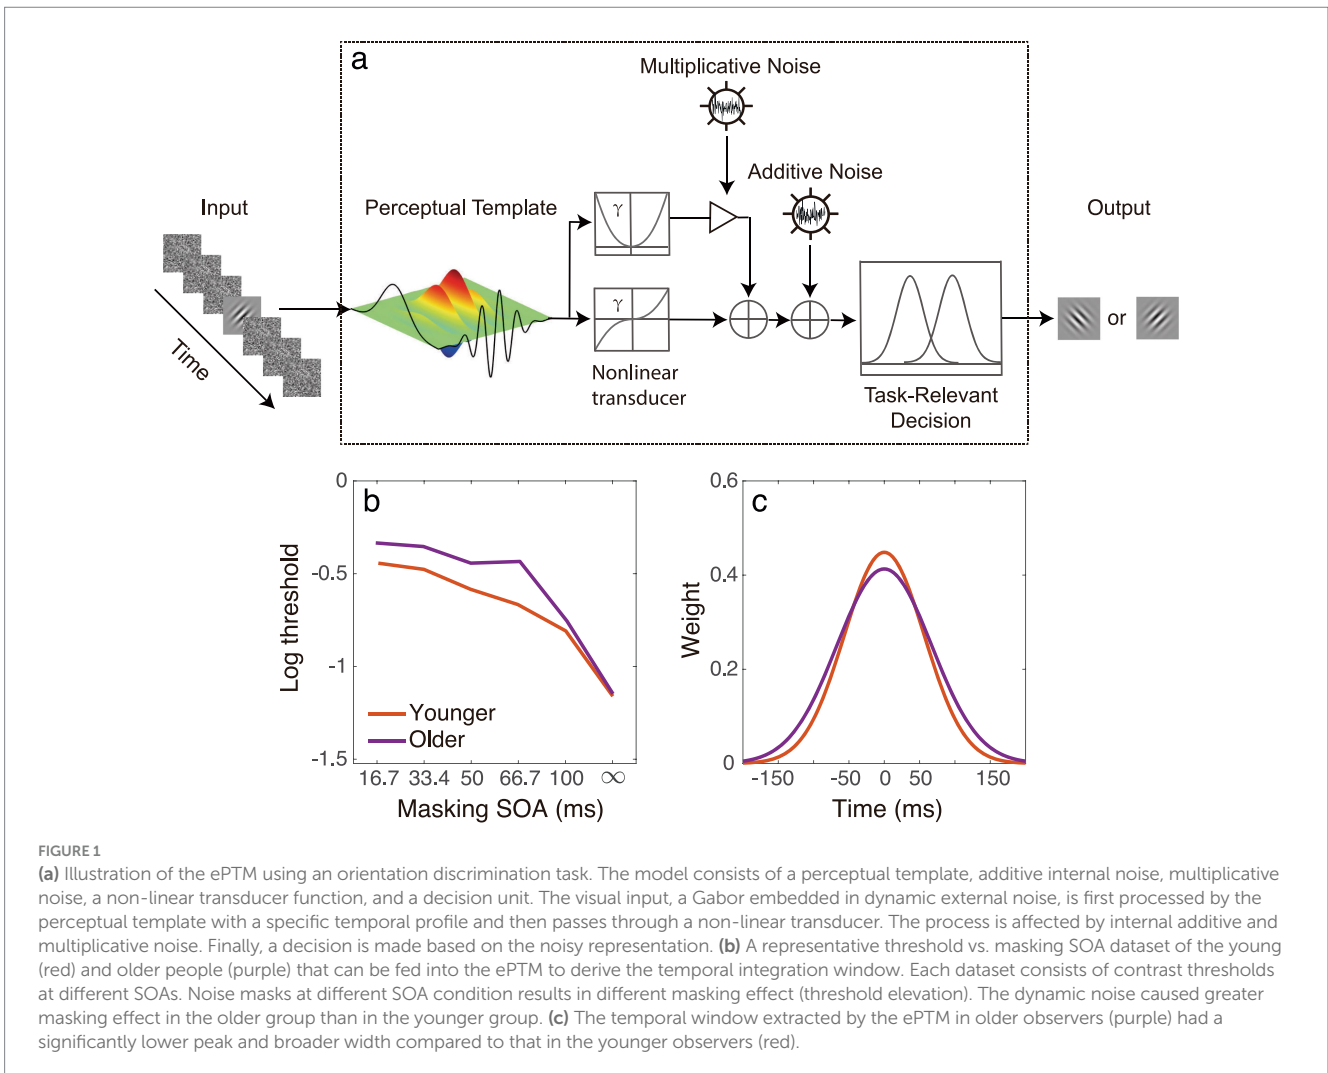 a
Multiplicative Noise
Additive Noise
Input
Perceptual Template
Output
γ
γ
or
Time
Nonlinear
transducer
Task-Relevant
Decision
b
0
-0.5
-1
-1.5
Log threshold
Younger
Older
16.7 33.4 50 66.7 100 ∞
Masking SOA (ms)
c
0.6
0.4
0.2
0
Weight
-150 -50 0 50 150
Time (ms)
FIGURE 1
(a) Illustration of the ePTM using an orientation discrimination task. The model consists of a perceptual template, additive internal noise, multiplicative
noise, a non-linear transducer function, and a decision unit. The visual input, a Gabor embedded in dynamic external noise, is first processed by the
perceptual template with a specific temporal profile and then passes through a non-linear transducer. The process is affected by internal additive and
multiplicative noise. Finally, a decision is made based on the noisy representation. (b) A representative threshold vs. masking SOA dataset of the young
(red) and older people (purple) that can be fed into the ePTM to derive the temporal integration window. Each dataset consists of contrast thresholds
at different SOAs. Noise masks at different SOA condition results in different masking effect (threshold elevation). The dynamic noise caused greater
masking effect in the older group than in the younger group. (c) The temporal window extracted by the ePTM in older observers (purple) had a
significantly lower peak and broader width compared to that in the younger observers (red).